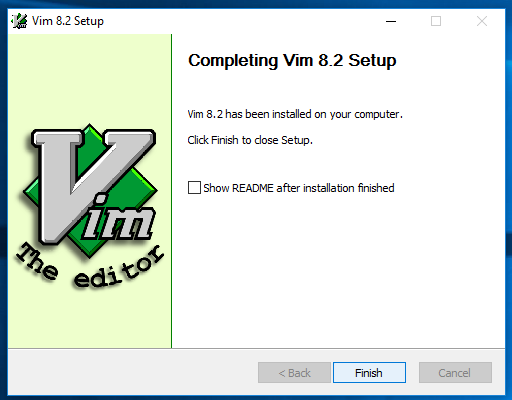 Vim 8.2 Setup
Completing Vim 8.2 Setup
Vim 8.2 has been installed on your computer.
Click Finish to close Setup.
Show README after installation finished
Vim
The editor
< Back
Finish
Cancel